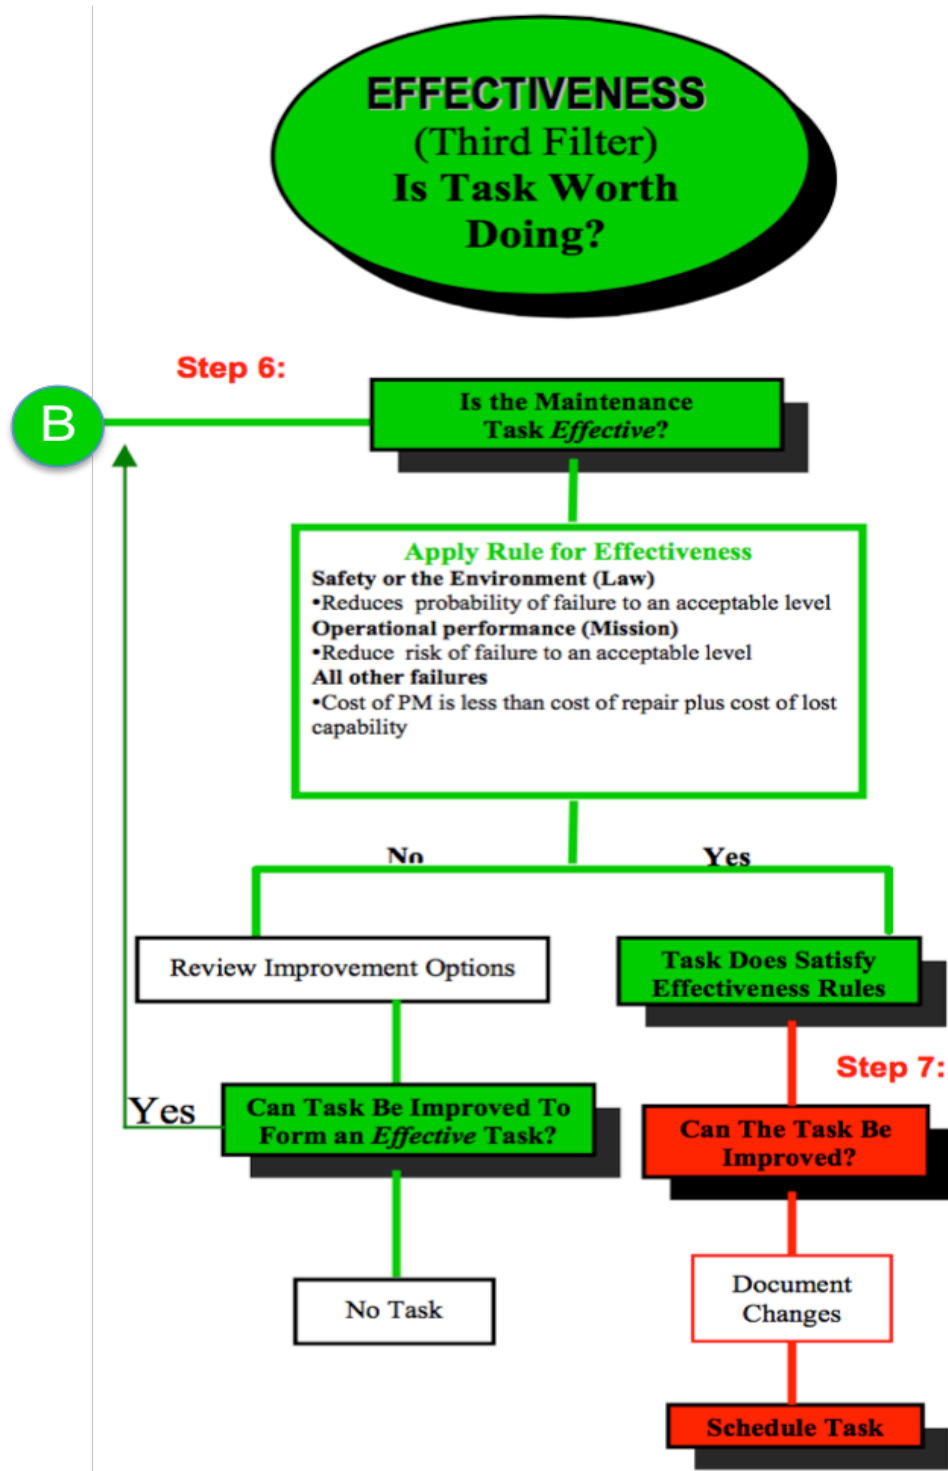 EFFECTIVENESS
(Third Filter)
Is Task Worth
Doing?
Step 6:
B
Is the Maintenance
Task Effective?
Apply Rule for Effectiveness
Safety or the Environment (Law)
•Reduces probability of failure to an acceptable level
Operational performance (Mission)
•Reduce risk of failure to an acceptable level
All other failures
•Cost of PM is less than cost of repair plus cost of lost
capability
No
Yes
Review Improvement Options
Task Does Satisfy
Effectiveness Rules
Step 7:
Yes
Can Task Be Improved To
Form an Effective Task?
Can The Task Be
Improved?
No Task
Document
Changes
Schedule Task